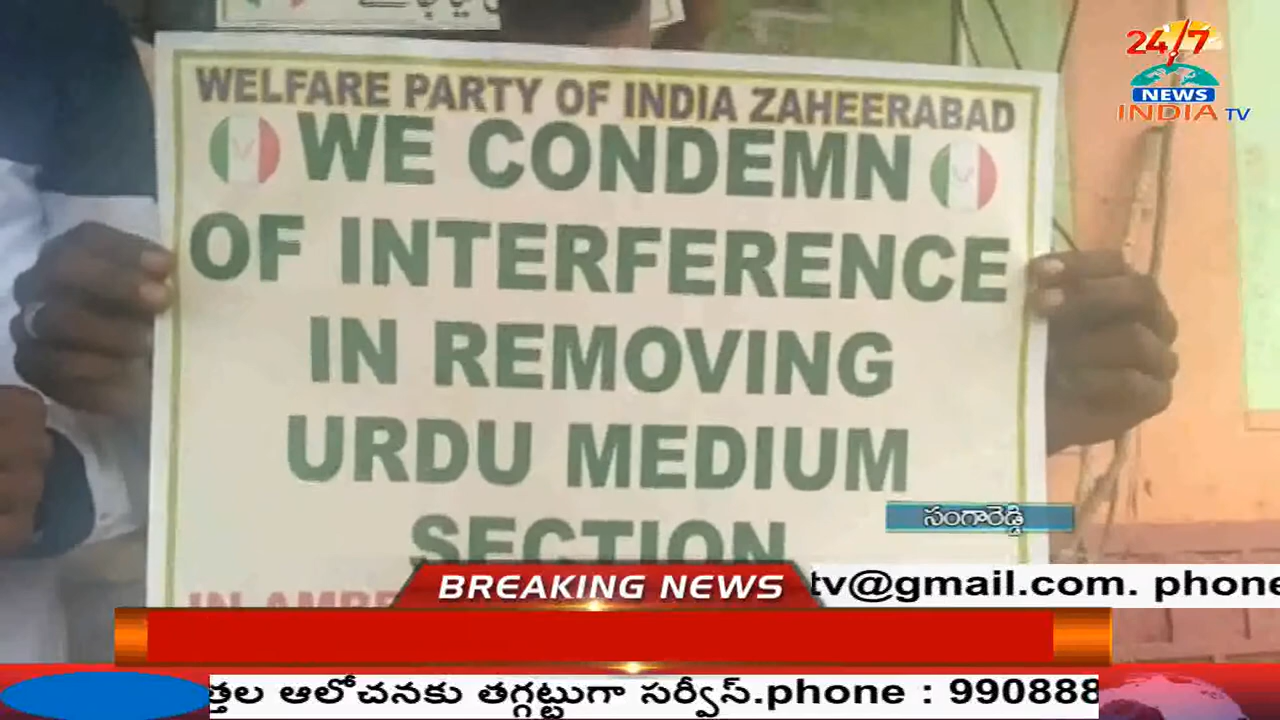 24/7
NEWS
INDIA TV
WELFARE PARTY OF INDIA ZAHEERABAD
WE CONDEMN
OF INTERFERENCE
IN REMOVING
URDU MEDIUM
SECTION
సంగారెడ్డి
BREAKING NEWS
tv@gmail.com. phone
త్తల ఆలోచనకు తగ్గట్టుగా సర్వీస్.phone : 990888